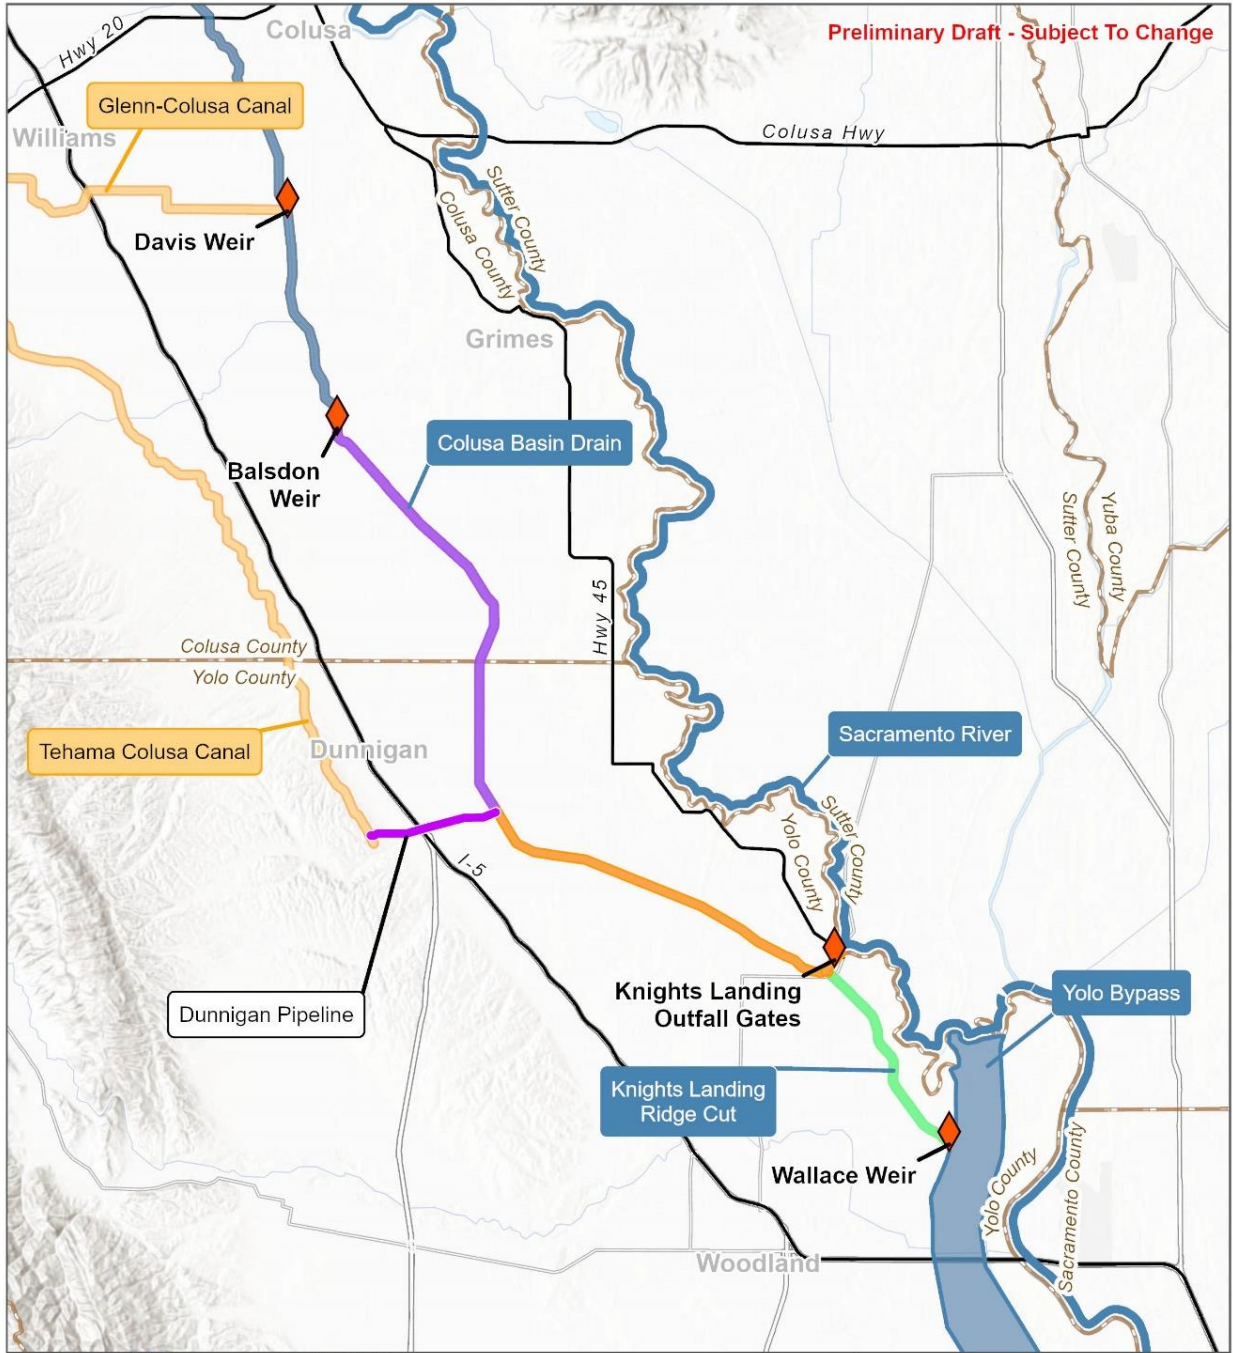 Preliminary Draft - Subject To Change
Colusa
Hwy 20
Glenn-Colusa Canal
Williams
Colusa Hwy
Sutter County
Colusa County
Davis Weir
Grimes
Colusa Basin Drain
Balsdon
Weir
Yuba County
Sutter County
Hwy 45
Colusa County
Yolo County
Tehama Colusa Canal
Dunnigan
Sacramento River
Sutter County
Yolo County
I-5
Knights Landing
Outfall Gates
Yolo Bypass
Dunnigan Pipeline
Knights Landing
Ridge Cut
Wallace Weir
Yolo County
Sacramento County
Woodland